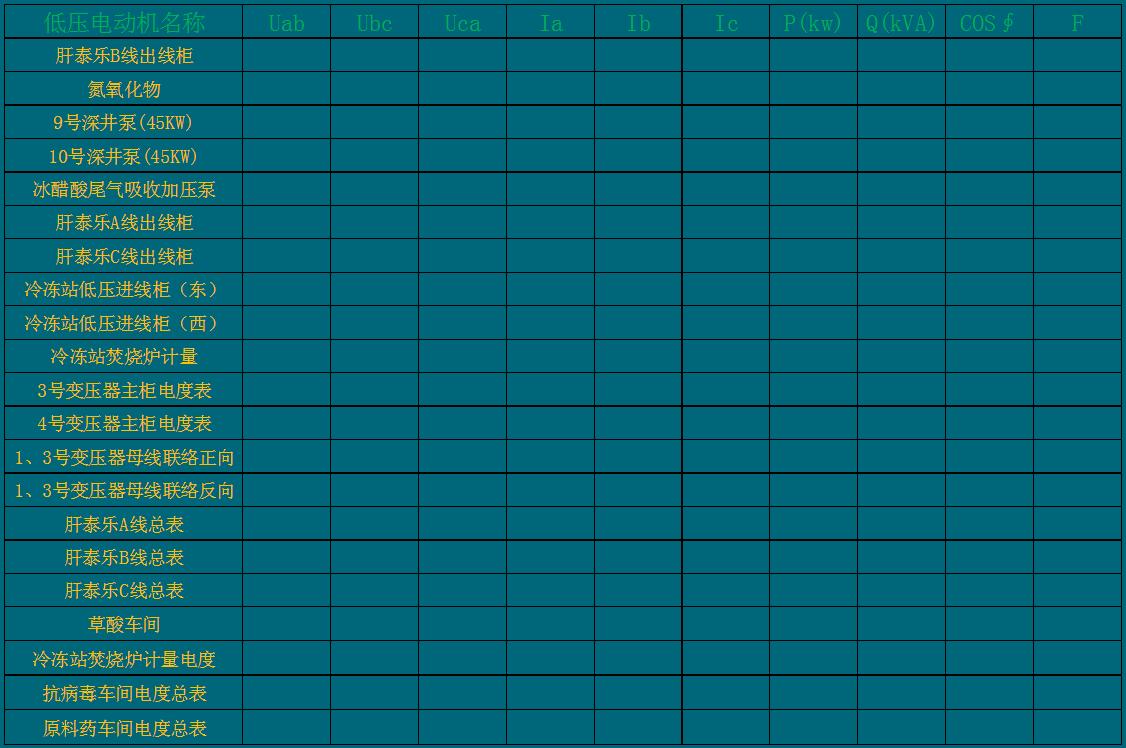 低压电动机名称 Uab Ubc Uca Ia Ib Ic P(kw) Q(kVA) COS∮ F
肝泰乐B线出线柜
氮氧化物
9号深井泵(45KW)
10号深井泵(45KW)
冰醋酸尾气吸收加压泵
肝泰乐A线出线柜
肝泰乐C线出线柜
冷冻站低压进线柜（东）
冷冻站低压进线柜（西）
冷冻站焚烧炉计量
3号变压器主柜电度表
4号变压器主柜电度表
1、3号变压器母线联络正向
1、3号变压器母线联络反向
肝泰乐A线总表
肝泰乐B线总表
肝泰乐C线总表
草酸车间
冷冻站焚烧炉计量电度
抗病毒车间电度总表
原料药车间电度总表